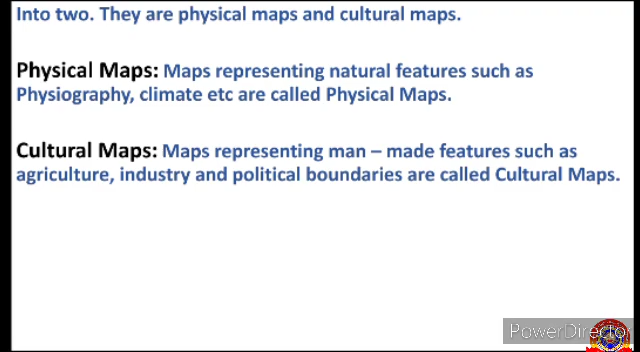 Into two. They are physical maps and cultural maps.
Physical Maps: Maps representing natural features such as
Physiography, climate etc are called Physical Maps.
Cultural Maps: Maps representing man – made features such as
agriculture, industry and political boundaries are called Cultural Maps.
PowerDirector